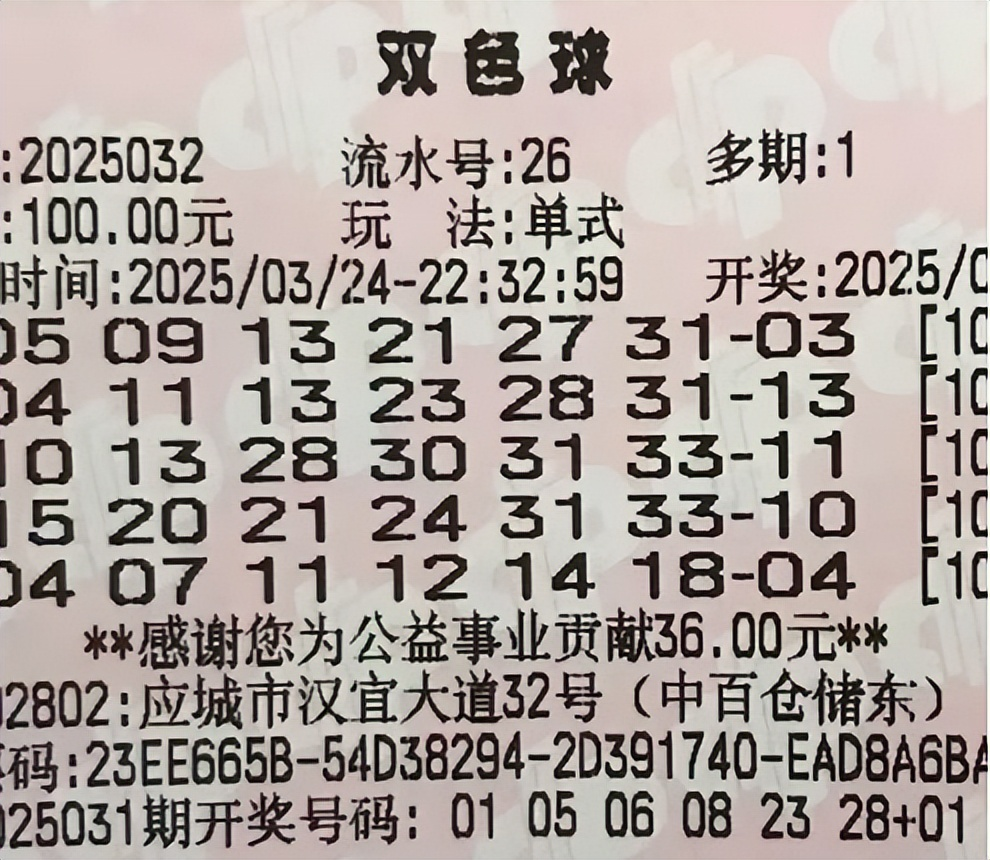 双色球
:2025032 流水号:26 多期:1
:100.00元 玩 法:单式
时间:2025/03/24-22:32:59 开奖:2025/0
05 09 13 21 27 31-03 [10
04 11 13 23 28 31-13 [10
10 13 28 30 31 33-11 [10
15 20 21 24 31 33-10 [10
04 07 11 12 14 18-04 [10
**感谢您为公益事业贡献36.00元**
02802:应城市汉宜大道32号（中百仓储东）
码:23EE665B-54D38294-2D391740-EAD8A6BA
025031期开奖号码: 01 05 06 08 23 28+01